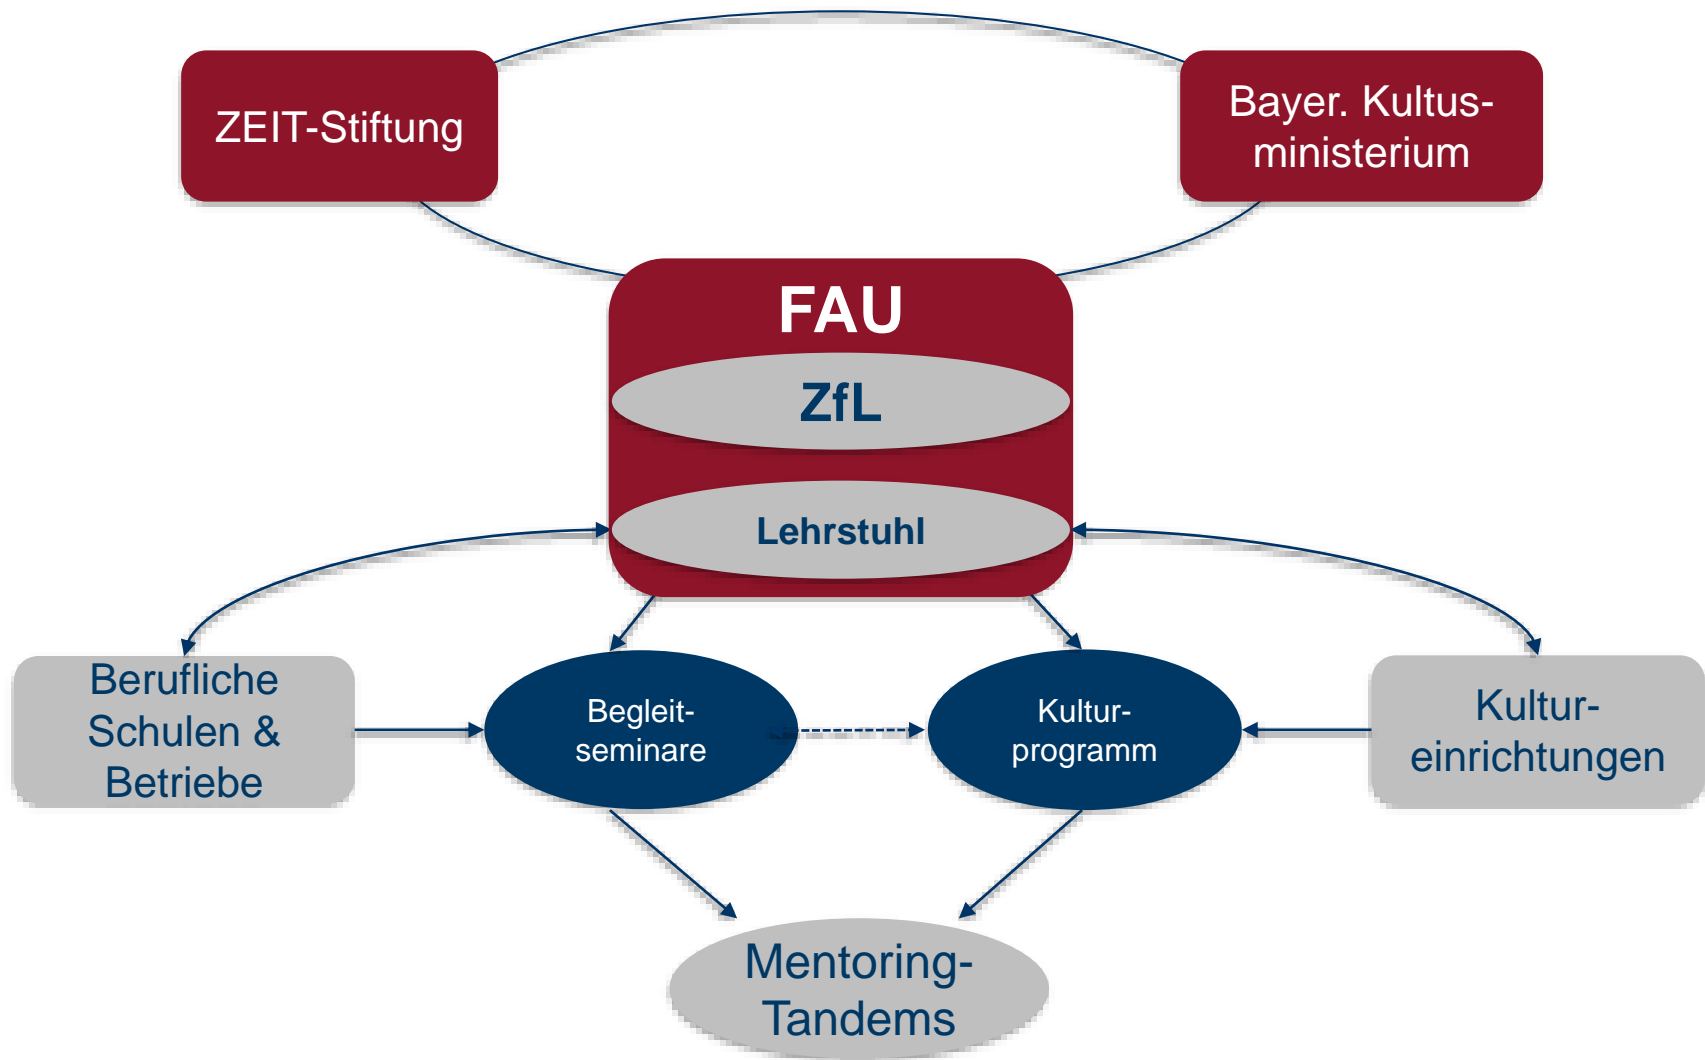 ZEIT-Stiftung
Bayer. Kultus-
ministerium
FAU
ZfL
Lehrstuhl
Berufliche
Schulen &
Betriebe
Begleit-
seminare
Kultur-
programm
Kultur-
einrichtungen
Mentoring-
Tandems